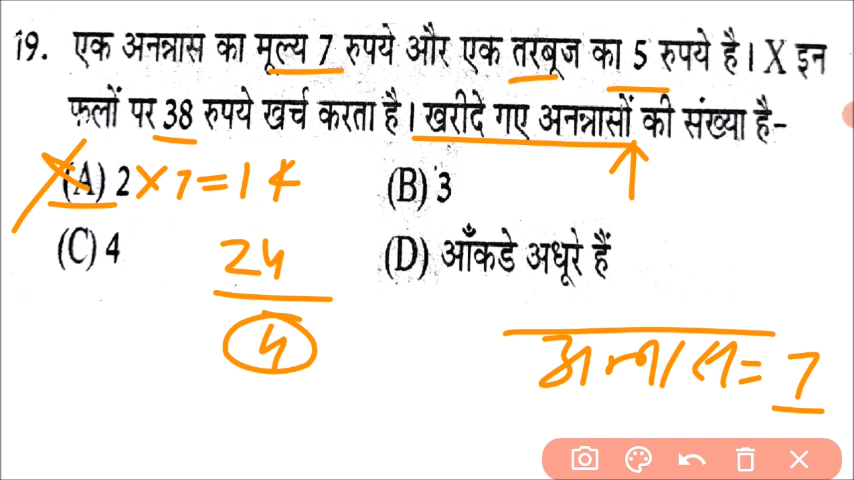 19. एक अनन्नास का मूल्य 7 रुपये और एक तरबूज का 5 रुपये है। X इन
फलों पर 38 रुपये खर्च करता है। खरीदे गए अनन्नासों की संख्या है-
(A) 2 × 7 = 14
(B) 3
(C) 4
(D) आँकडे अधूरे हैं
24
4
= 7